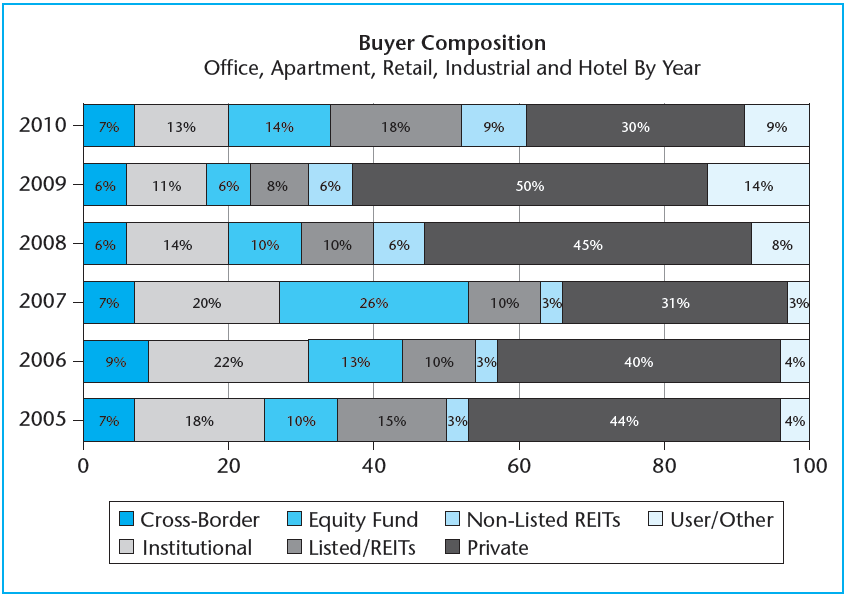 Buyer Composition
Office, Apartment, Retail, Industrial and Hotel By Year
2010 7% 13% 14% 18% 9% 30% 9%
2009 6% 11% 6% 8% 6% 50% 14%
2008 6% 14% 10% 10% 6% 45% 8%
2007 7% 20% 26% 10% 3% 31% 3%
2006 9% 22% 13% 10% 3% 40% 4%
2005 7% 18% 10% 15% 3% 44% 4%
0 20 40 60 80 100
Cross-Border Equity Fund Non-Listed REITs User/Other
Institutional Listed/REITs Private